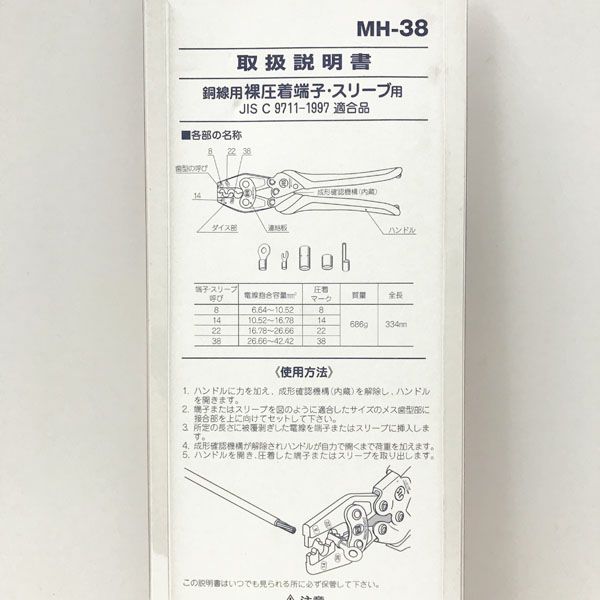 MH-38
取扱説明書
銅線用裸圧着端子・スリーブ用
JIS C 9711-1997 適合品
■各部の名称
8 22 38
歯型の呼び
14
成形確認機構(内蔵)
ダイス部 連結板 ハンドル
端子・スリーブ呼び 電線抱合容量mm² 圧着マーク 質量 全長
8 6.64~10.52 8
14 10.52~16.78 14
22 16.78~26.66 22
38 26.66~42.42 38
686g 334mm
《使用方法》
1. ハンドルに力を加え、成形確認機構(内蔵)を解除し、ハンドル
を開きます。
2. 端子またはスリーブを図のように適合したサイズのメス歯型部に
接合部を上に向けてセットして下さい。
3. 所定の長さに被覆剥ぎした電線を端子またはスリーブに挿入しま
す。
4. 成形確認機構が解除されハンドルが自力で開くまで荷重を加えます。
5. ハンドルを開き、圧着した端子またはスリーブを取り出します。
この説明書はいつでも見られる所に必ず保管して下さい。
⚠注意